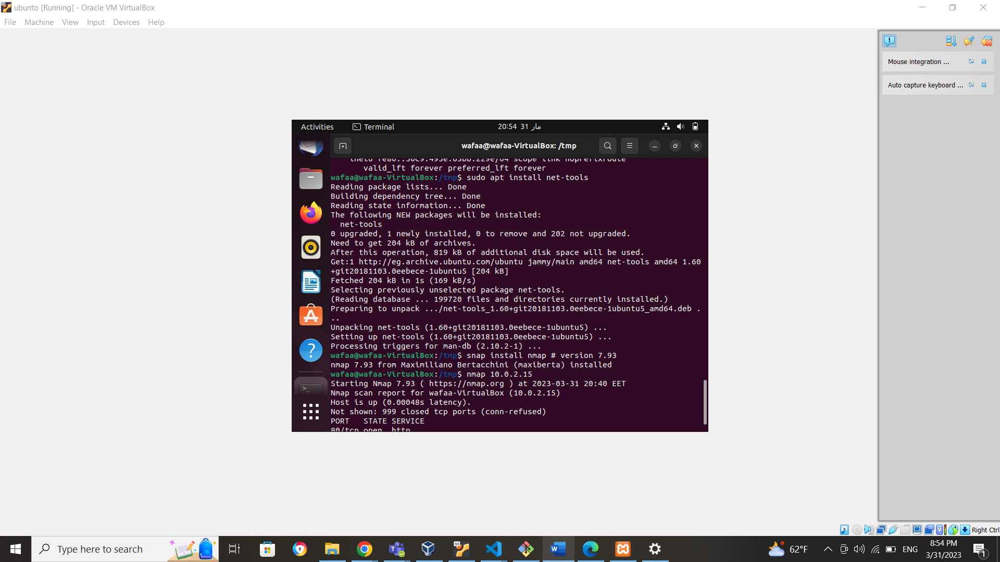 ubunto [Running] - Oracle VM VirtualBox
File Machine View Input Devices Help
Mouse integration ...
Auto capture keyboard ...
Activities Terminal 20:54 31 مار
wafaa@wafaa-VirtualBox: /tmp
valid_lft forever preferred_lft forever
wafaa@wafaa-VirtualBox:/tmp$ sudo apt install net-tools
Reading package lists... Done
Building dependency tree... Done
Reading state information... Done
The following NEW packages will be installed:
net-tools
0 upgraded, 1 newly installed, 0 to remove and 202 not upgraded.
Need to get 204 kB of archives.
After this operation, 819 kB of additional disk space will be used.
Get:1 http://eg.archive.ubuntu.com/ubuntu jammy/main amd64 net-tools amd64 1.60
+git20181103.0eebece-1ubuntu5 [204 kB]
Fetched 204 kB in 1s (169 kB/s)
Selecting previously unselected package net-tools.
(Reading database ... 199720 files and directories currently installed.)
Preparing to unpack .../net-tools_1.60+git20181103.0eebece-1ubuntu5_amd64.deb .
..
Unpacking net-tools (1.60+git20181103.0eebece-1ubuntu5) ...
Setting up net-tools (1.60+git20181103.0eebece-1ubuntu5) ...
Processing triggers for man-db (2.10.2-1) ...
wafaa@wafaa-VirtualBox:/tmp$ snap install nmap # version 7.93
nmap 7.93 from Maximiliano Bertacchini (maxiberta) installed
wafaa@wafaa-VirtualBox:/tmp$ nmap 10.0.2.15
Starting Nmap 7.93 ( https://nmap.org ) at 2023-03-31 20:40 EET
Nmap scan report for wafaa-VirtualBox (10.0.2.15)
Host is up (0.00048s latency).
Not shown: 999 closed tcp ports (conn-refused)
PORT STATE SERVICE
80/tcp open http
Right Ctrl
Type here to search
62°F
ENG
8:54 PM
3/31/2023
1